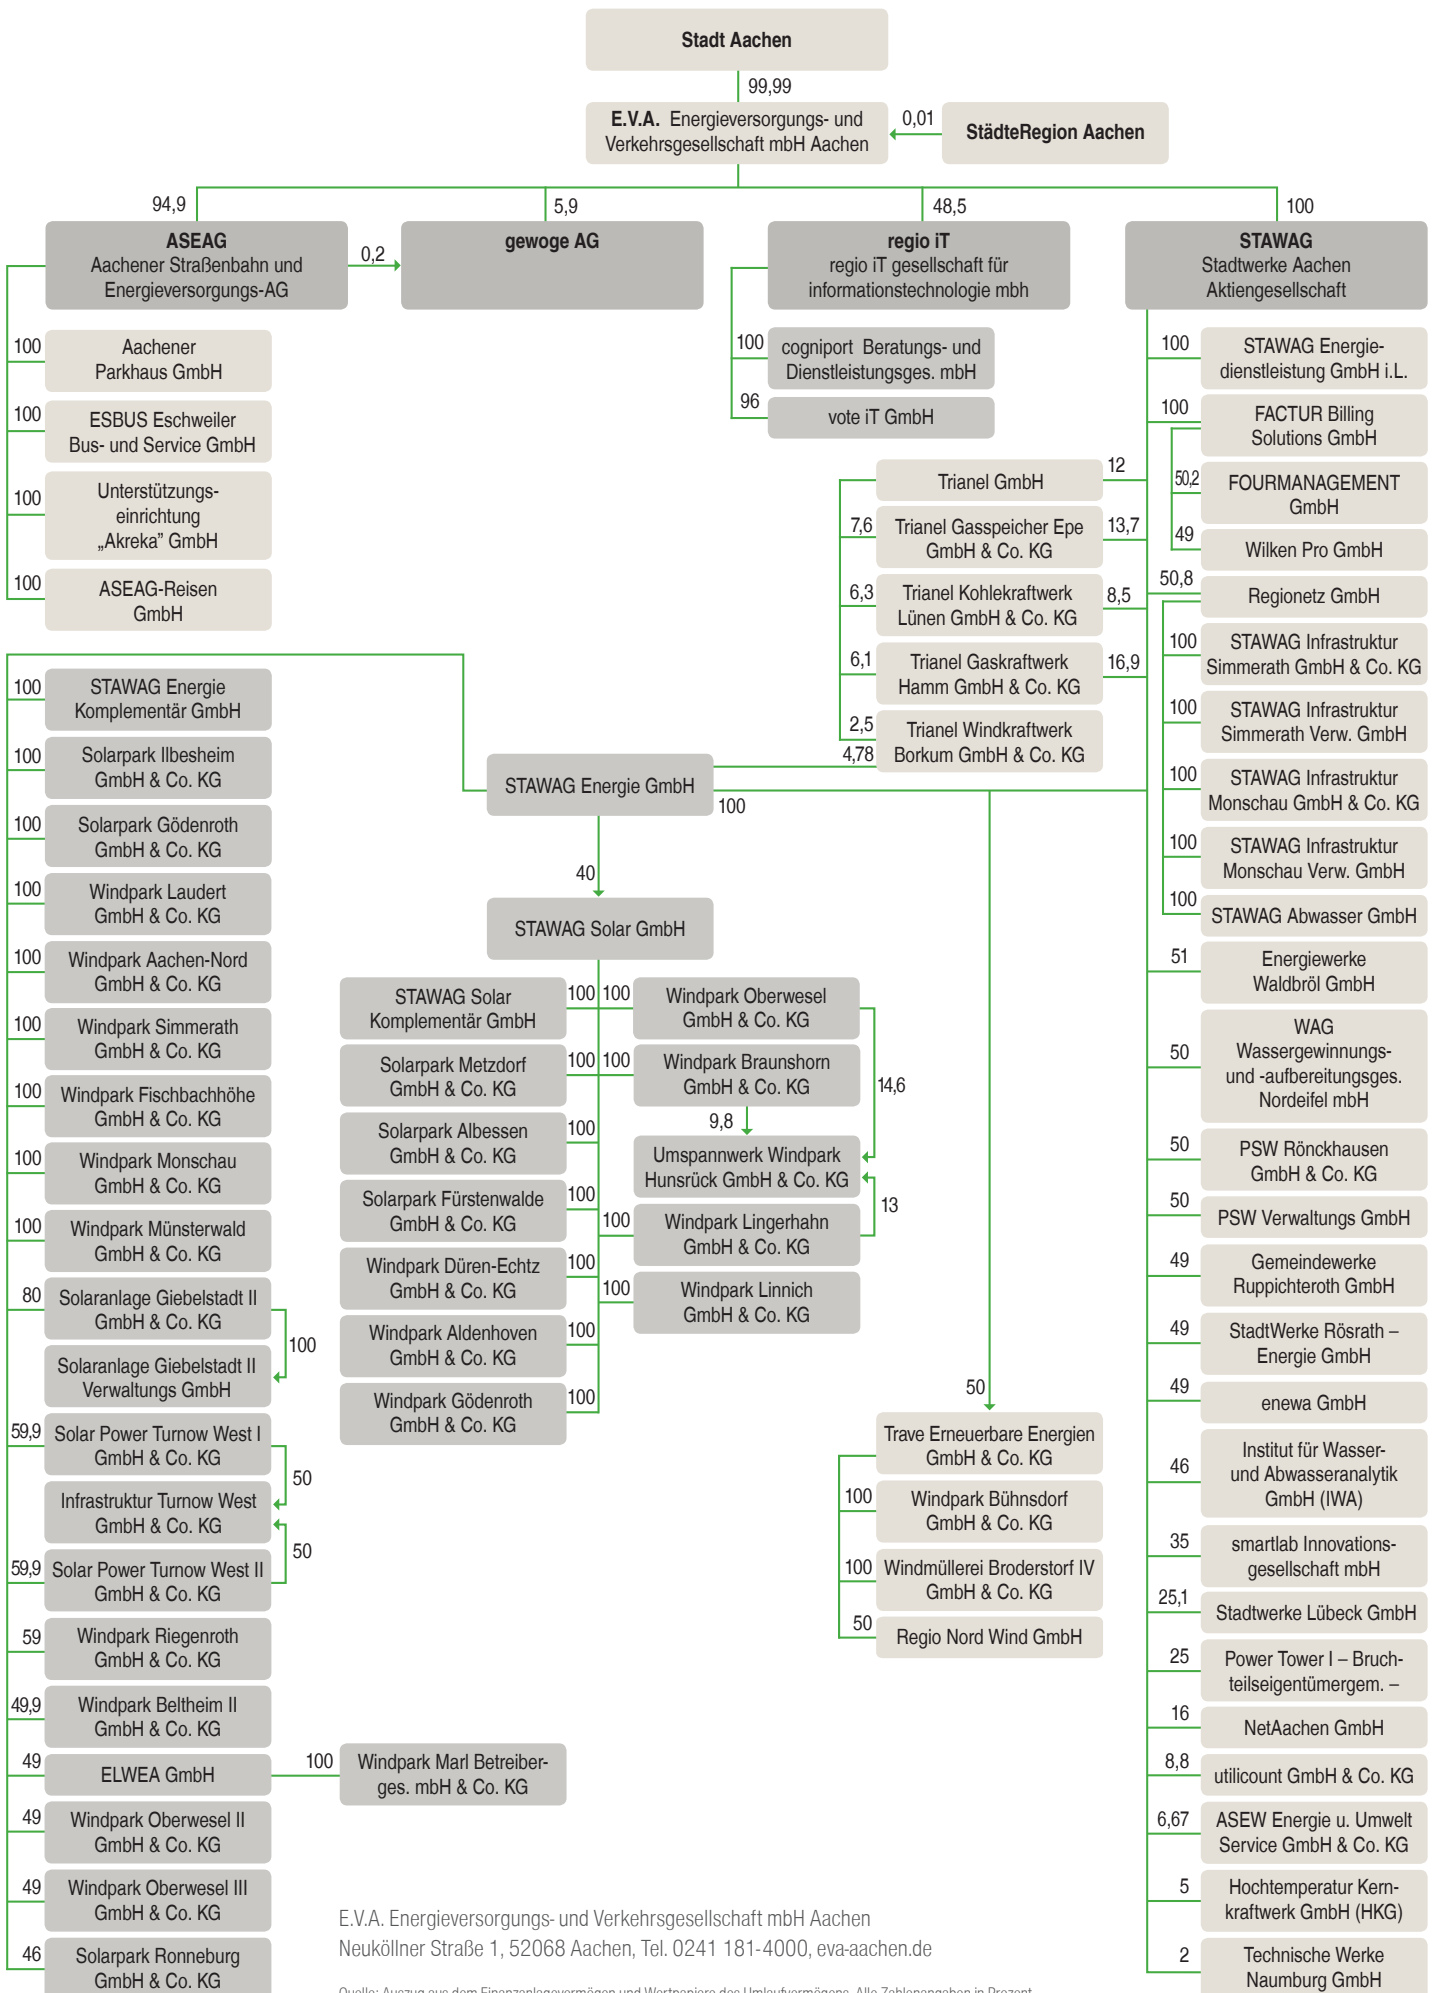 Stadt Aachen
99,99
E.V.A. Energieversorgungs- und
Verkehrsgesellschaft mbH Aachen
0,01
StädteRegion Aachen
94,9
5,9
48,5
100
ASEAG
Aachener Straßenbahn und
Energieversorgungs-AG
0,2
gewoge AG
regio iT
regio iT gesellschaft für
informationstechnologie mbh
STAWAG
Stadtwerke Aachen
Aktiengesellschaft
100
Aachener
Parkhaus GmbH
100
ESBUS Eschweiler
Bus- und Service GmbH
100
Unterstützungs-
einrichtung
„Akreka” GmbH
100
ASEAG-Reisen
GmbH
100
cogniport Beratungs- und
Dienstleistungsges. mbH
96
vote iT GmbH
100
STAWAG Energie-
dienstleistung GmbH i.L.
100
FACTUR Billing
Solutions GmbH
50,2
FOURMANAGEMENT
GmbH
49
Wilken Pro GmbH
50,8
Regionetz GmbH
100
STAWAG Infrastruktur
Simmerath GmbH & Co. KG
100
STAWAG Infrastruktur
Simmerath Verw. GmbH
100
STAWAG Infrastruktur
Monschau GmbH & Co. KG
100
STAWAG Infrastruktur
Monschau Verw. GmbH
100
STAWAG Abwasser GmbH
51
Energiewerke
Waldbröl GmbH
50
WAG
Wassergewinnungs-
und -aufbereitungsges.
Nordeifel mbH
50
PSW Rönckhausen
GmbH & Co. KG
50
PSW Verwaltungs GmbH
49
Gemeindewerke
Ruppichteroth GmbH
49
StadtWerke Rösrath –
Energie GmbH
49
enewa GmbH
46
Institut für Wasser-
und Abwasseranalytik
GmbH (IWA)
35
smartlab Innovations-
gesellschaft mbH
25,1
Stadtwerke Lübeck GmbH
25
Power Tower I – Bruch-
teilseigentümergem. –
16
NetAachen GmbH
8,8
utilicount GmbH & Co. KG
6,67
ASEW Energie u. Umwelt
Service GmbH & Co. KG
5
Hochtemperatur Kern-
kraftwerk GmbH (HKG)
2
Technische Werke
Naumburg GmbH
Trianel GmbH
12
7,6
Trianel Gasspeicher Epe
GmbH & Co. KG
13,7
6,3
Trianel Kohlekraftwerk
Lünen GmbH & Co. KG
8,5
6,1
Trianel Gaskraftwerk
Hamm GmbH & Co. KG
16,9
2,5
Trianel Windkraftwerk
Borkum GmbH & Co. KG
4,78
STAWAG Energie GmbH
100
40
STAWAG Solar GmbH
100
STAWAG Energie
Komplementär GmbH
100
Solarpark Ilbesheim
GmbH & Co. KG
100
Solarpark Gödenroth
GmbH & Co. KG
100
Windpark Laudert
GmbH & Co. KG
100
Windpark Aachen-Nord
GmbH & Co. KG
100
Windpark Simmerath
GmbH & Co. KG
100
Windpark Fischbachhöhe
GmbH & Co. KG
100
Windpark Monschau
GmbH & Co. KG
100
Windpark Münsterwald
GmbH & Co. KG
80
Solaranlage Giebelstadt II
GmbH & Co. KG
100
Solaranlage Giebelstadt II
Verwaltungs GmbH
59,9
Solar Power Turnow West I
GmbH & Co. KG
50
Infrastruktur Turnow West
GmbH & Co. KG
50
59,9
Solar Power Turnow West II
GmbH & Co. KG
59
Windpark Riegenroth
GmbH & Co. KG
49,9
Windpark Beltheim II
GmbH & Co. KG
49
ELWEA GmbH
100
Windpark Marl Betreiber-
ges. mbH & Co. KG
49
Windpark Oberwesel II
GmbH & Co. KG
49
Windpark Oberwesel III
GmbH & Co. KG
46
Solarpark Ronneburg
GmbH & Co. KG
STAWAG Solar
Komplementär GmbH
100
Solarpark Metzdorf
GmbH & Co. KG
100
Solarpark Albessen
GmbH & Co. KG
100
Solarpark Fürstenwalde
GmbH & Co. KG
100
Windpark Düren-Echtz
GmbH & Co. KG
100
Windpark Aldenhoven
GmbH & Co. KG
100
Windpark Gödenroth
GmbH & Co. KG
100
100
Windpark Oberwesel
GmbH & Co. KG
100
Windpark Braunshorn
GmbH & Co. KG
14,6
9,8
Umspannwerk Windpark
Hunsrück GmbH & Co. KG
13
100
Windpark Lingerhahn
GmbH & Co. KG
100
Windpark Linnich
GmbH & Co. KG
50
Trave Erneuerbare Energien
GmbH & Co. KG
100
Windpark Bühnsdorf
GmbH & Co. KG
100
Windmüllerei Broderstorf IV
GmbH & Co. KG
50
Regio Nord Wind GmbH
E.V.A. Energieversorgungs- und Verkehrsgesellschaft mbH Aachen
Neuköllner Straße 1, 52068 Aachen, Tel. 0241 181-4000, eva-aachen.de
Quelle: Auszug aus dem Finanzanlagevermögen und Wertpapiere des Umlaufvermögens. Alle Zahlenangaben in Prozent